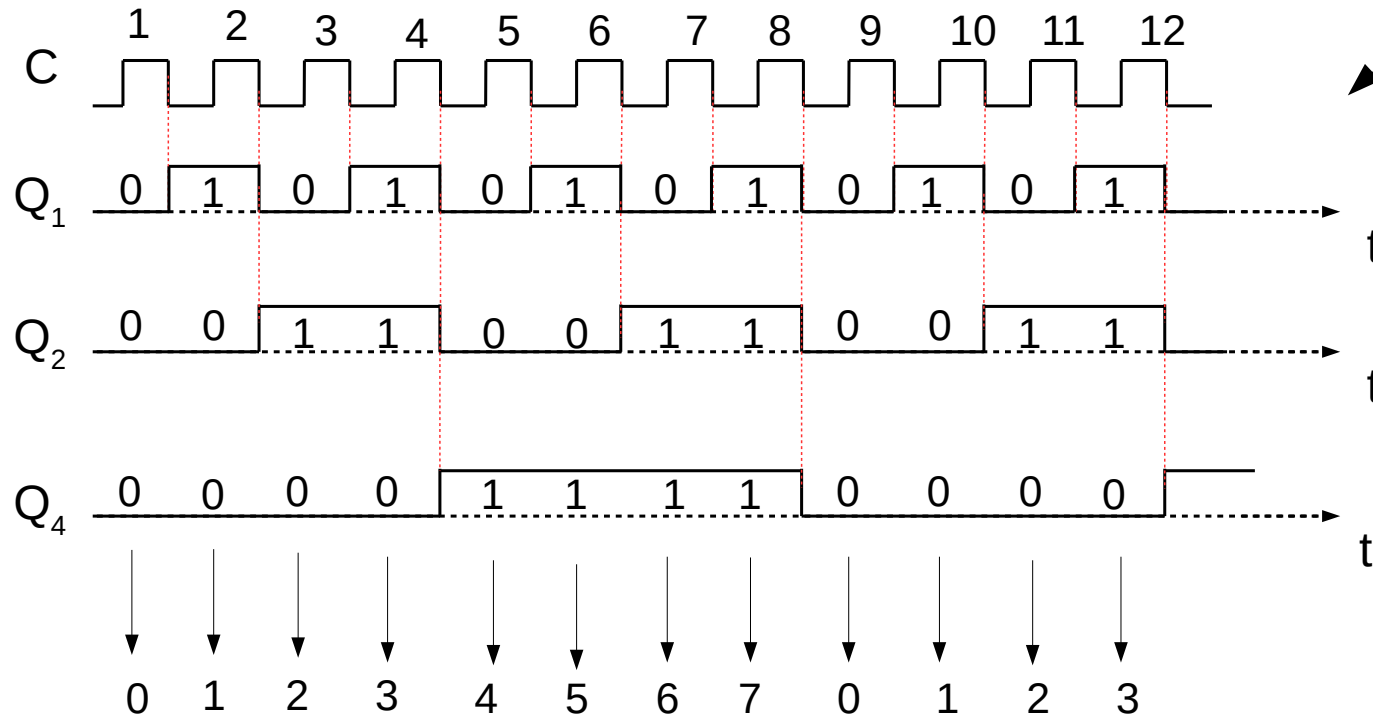 1 2 3 4 5 6 7 8 9 10 11 12
C
Q1 0 1 0 1 0 1 0 1 0 1 0 1
t
Q2 0 0 1 1 0 0 1 1 0 0 1 1
t
Q4 0 0 0 0 1 1 1 1 0 0 0 0
t
0 1 2 3 4 5 6 7 0 1 2 3